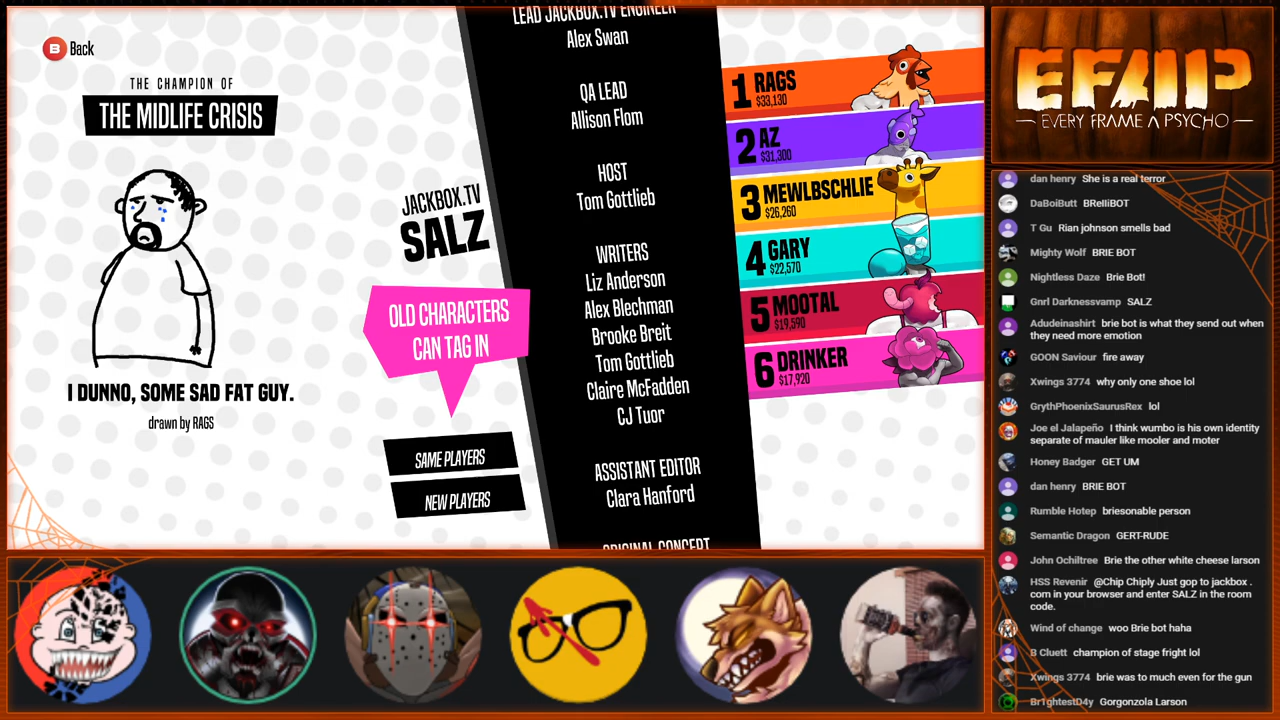 B Back
THE CHAMPION OF
THE MIDLIFE CRISIS
I DUNNO, SOME SAD FAT GUY.
drawn by RAGS
JACKBOX.TV
SALZ
OLD CHARACTERS
CAN TAG IN
SAME PLAYERS
NEW PLAYERS
LEAD JACKBOX.TV ENGINEER
Alex Swan
QA LEAD
Allison Flom
HOST
Tom Gottlieb
WRITERS
Liz Anderson
Alex Blechman
Brooke Breit
Tom Gottlieb
Claire McFadden
CJ Tuor
ASSISTANT EDITOR
Clara Hanford
ORIGINAL CONCEPT
1 RAGS
$33,130
2 AZ
$31,300
3 MEWLBSCHLIE
$26,260
4 GARY
$22,570
5 MOOTAL
$19,590
6 DRINKER
$17,920
EFAP
EVERY FRAME A PSYCHO
dan henry She is a real terror
DaBoiButt BRelliBOT
T Gu Rian johnson smells bad
Mighty Wolf BRIE BOT
Nightless Daze Brie Bot!
Gnrl Darknessvamp SALZ
Adudeinashirt brie bot is what they send out when
they need more emotion
GOON Saviour fire away
Xwings 3774 why only one shoe lol
GrythPhoenixSaurusRex lol
Joe el Jalapeño I think wumbo is his own identity
separate of mauler like mooler and moter
Honey Badger GET UM
dan henry BRIE BOT
Rumble Hotep briesonable person
Semantic Dragon GERT-RUDE
John Ochiltree Brie the other white cheese larson
HSS Revenir @Chip Chiply Just gop to jackbox .
com in your browser and enter SALZ in the room
code.
Wind of change woo Brie bot haha
B Cluett champion of stage fright lol
Xwings 3774 brie was to much even for the gun
Br1ghtestD4y Gorgonzola Larson